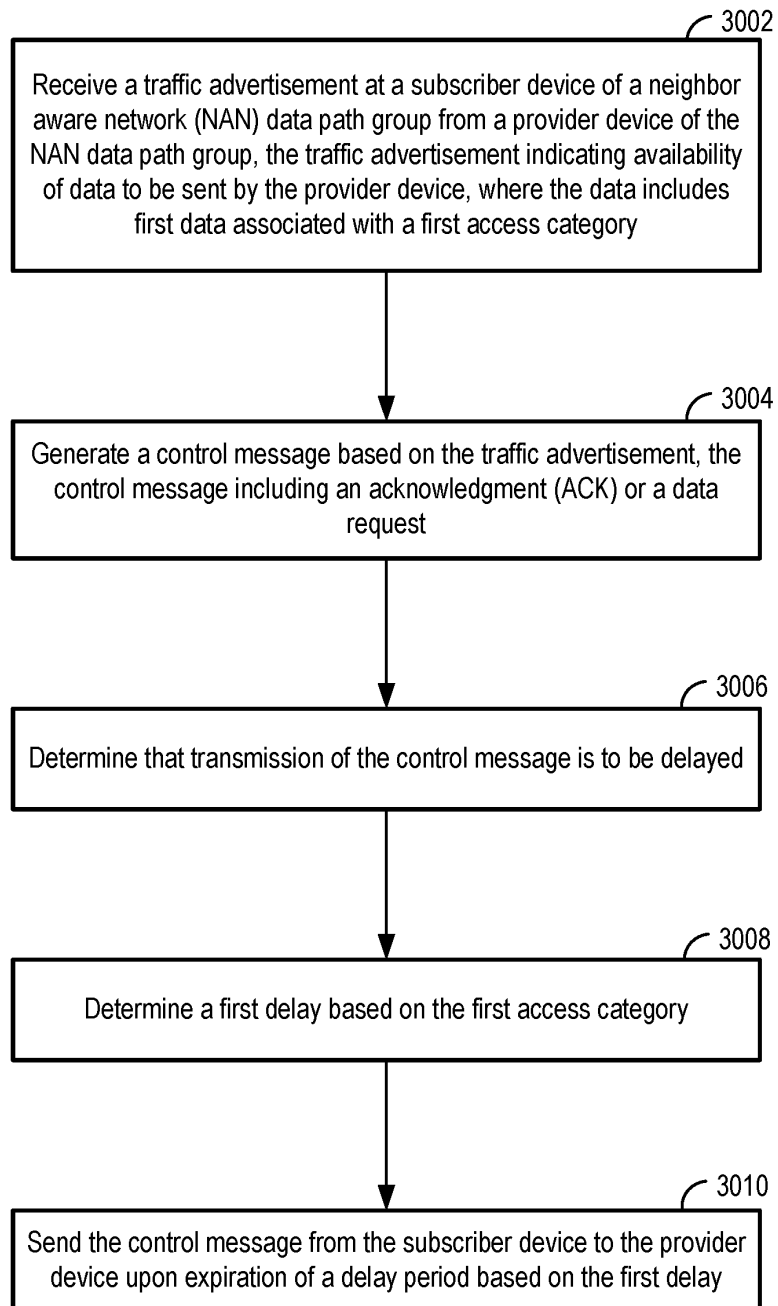 3002
Receive a traffic advertisement at a subscriber device of a neighbor
aware network (NAN) data path group from a provider device of the
NAN data path group, the traffic advertisement indicating availability
of data to be sent by the provider device, where the data includes
first data associated with a first access category
3004
Generate a control message based on the traffic advertisement, the
control message including an acknowledgment (ACK) or a data
request
3006
Determine that transmission of the control message is to be delayed
3008
Determine a first delay based on the first access category
3010
Send the control message from the subscriber device to the provider
device upon expiration of a delay period based on the first delay